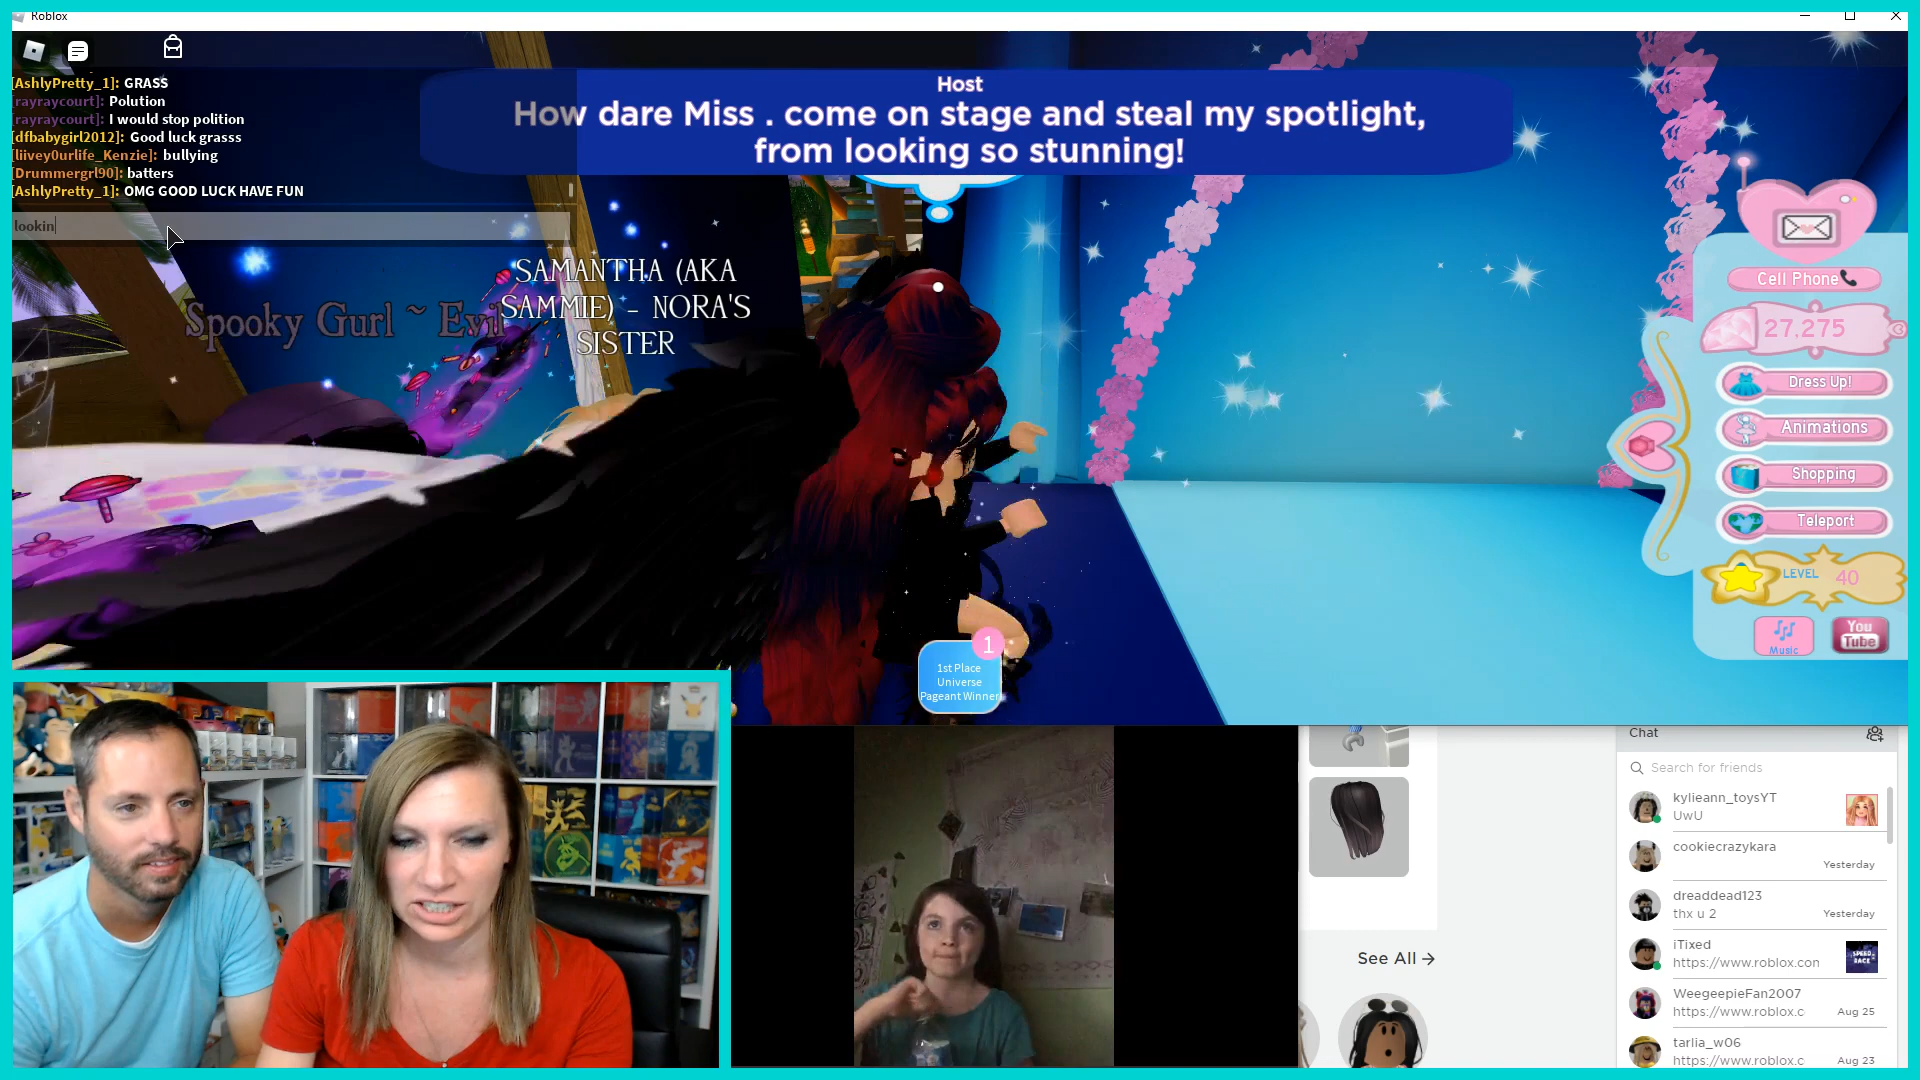 Roblox
[AshlyPretty_1]: GRASS
[rayraycourt]: Polution
[rayraycourt]: I would stop polition
[dfbabygirl2012]: Good luck grasss
[liivey0urlife_Kenzie]: bullying
[Drummergrl90]: batters
[AshlyPretty_1]: OMG GOOD LUCK HAVE FUN
lookin
Host
How dare Miss . come on stage and steal my spotlight,
from looking so stunning!
Spooky Gurl ~ Evil
SAMANTHA (AKA
SAMMIE) - NORA'S
SISTER
Cell Phone
27,275
Dress Up!
Animations
Shopping
Teleport
LEVEL 40
Music
You
Tube
1
1st Place
Universe
Pageant Winner
See All →
Chat
Search for friends
kylieann_toysYT
UwU
cookiecrazykara
Yesterday
dreaddead123
thx u 2 Yesterday
iTixed
https://www.roblox.con
SPEED
RACE
WeegeepieFan2007
https://www.roblox.c Aug 25
tarlia_w06
https://www.roblox.c Aug 23